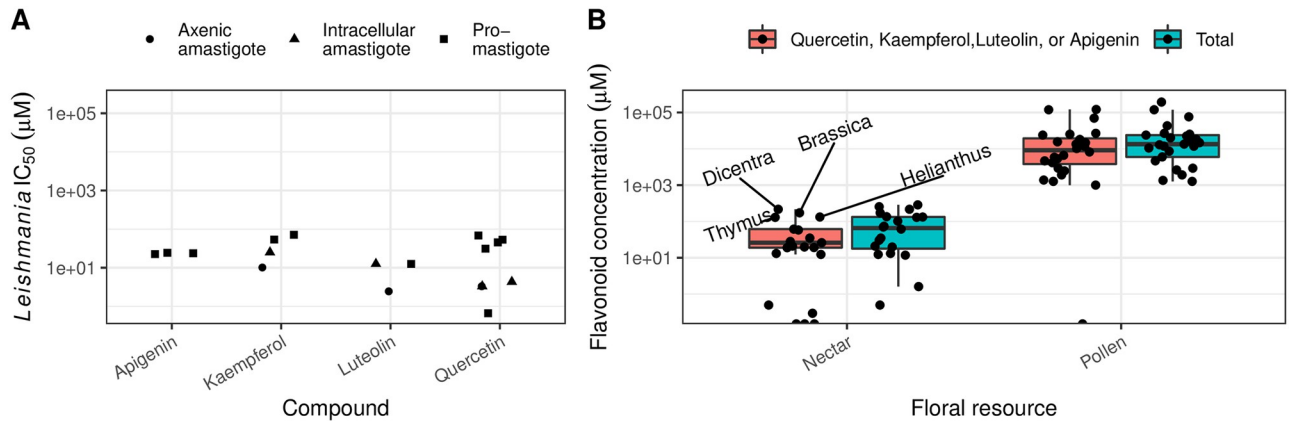 A
Axenic amastigote
Intracellular amastigote
Pro− mastigote
Leishmania IC50 (μM)
1e+05
1e+03
1e+01
Apigenin
Kaempferol
Luteolin
Quercetin
Compound
B
Quercetin, Kaempferol,Luteolin, or Apigenin
Total
Flavonoid concentration (μM)
1e+05
1e+03
1e+01
Dicentra
Brassica
Helianthus
Thymus
Nectar
Pollen
Floral resource